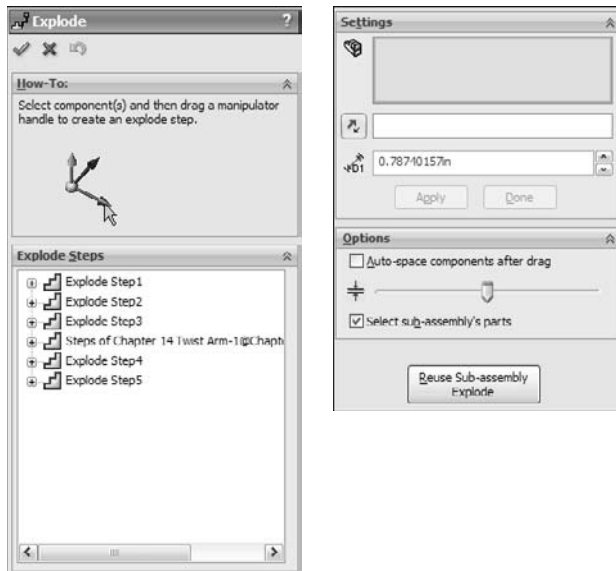 Explode ?
How-To:
Select component(s) and then drag a manipulator
handle to create an explode step.
Explode Steps
Explode Step1
Explode Step2
Explode Step3
Steps of Chapter 14 Twist Arm-1@Chapt
Explode Step4
Explode Step5
Settings
D1
0.78740157in
Apply Done
Options
Auto-space components after drag
Select sub-assembly's parts
Reuse Sub-assembly
Explode